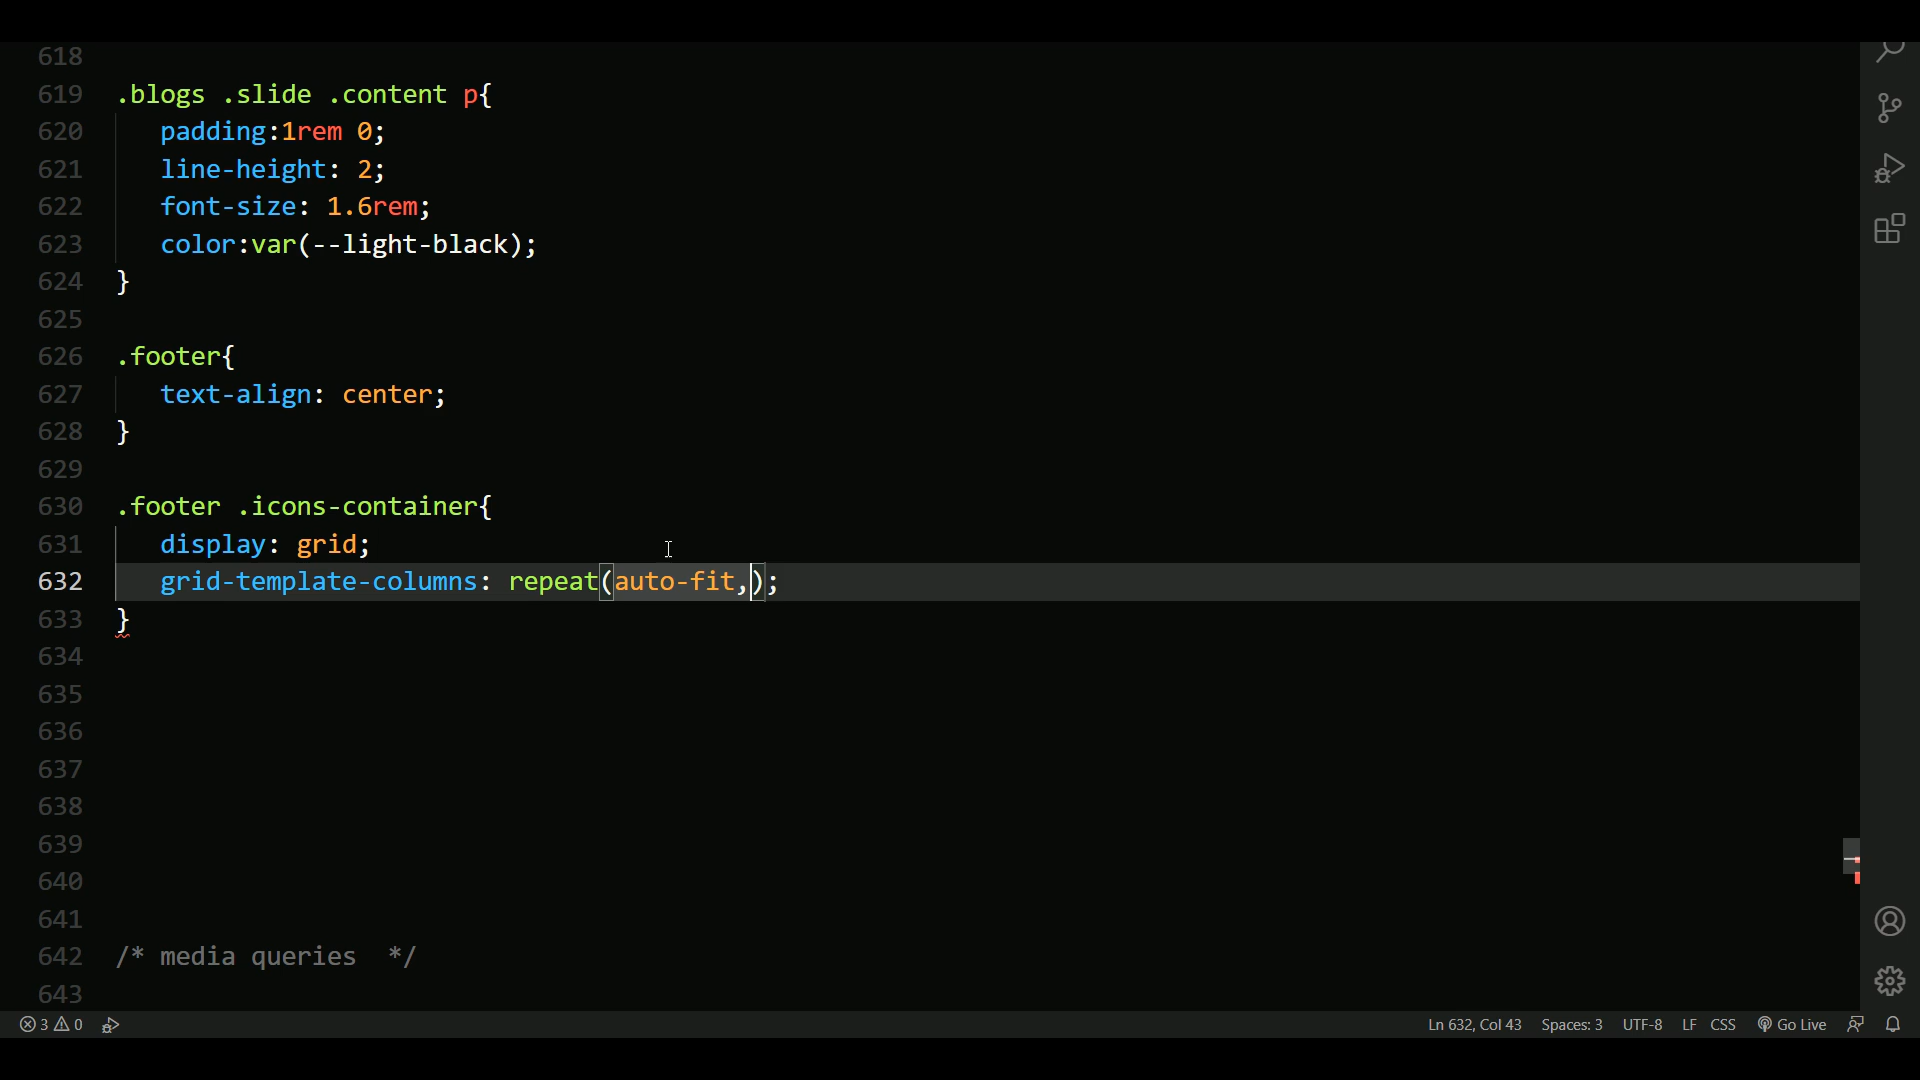 618
619 .blogs .slide .content p{
620 padding:1rem 0;
621 line-height: 2;
622 font-size: 1.6rem;
623 color:var(--light-black);
624 }
625
626 .footer{
627 text-align: center;
628 }
629
630 .footer .icons-container{
631 display: grid;
632 grid-template-columns: repeat(auto-fit,);
633 }
634
635
636
637
638
639
640
641
642 /* media queries */
643
3 0 Ln 632, Col 43 Spaces: 3 UTF-8 LF CSS Go Live